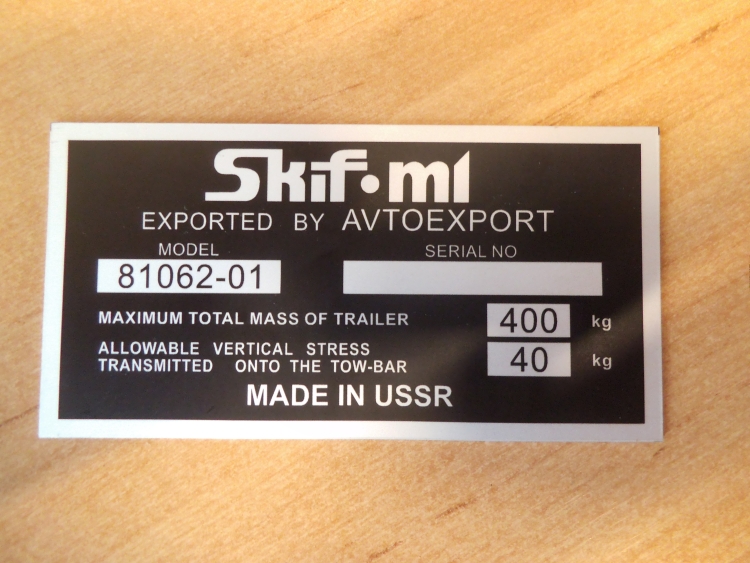 Skif·m1
EXPORTED BY AVTOEXPORT
MODEL SERIAL NO
81062-01
MAXIMUM TOTAL MASS OF TRAILER 400 kg
ALLOWABLE VERTICAL STRESS
TRANSMITTED ONTO THE TOW-BAR 40 kg
MADE IN USSR